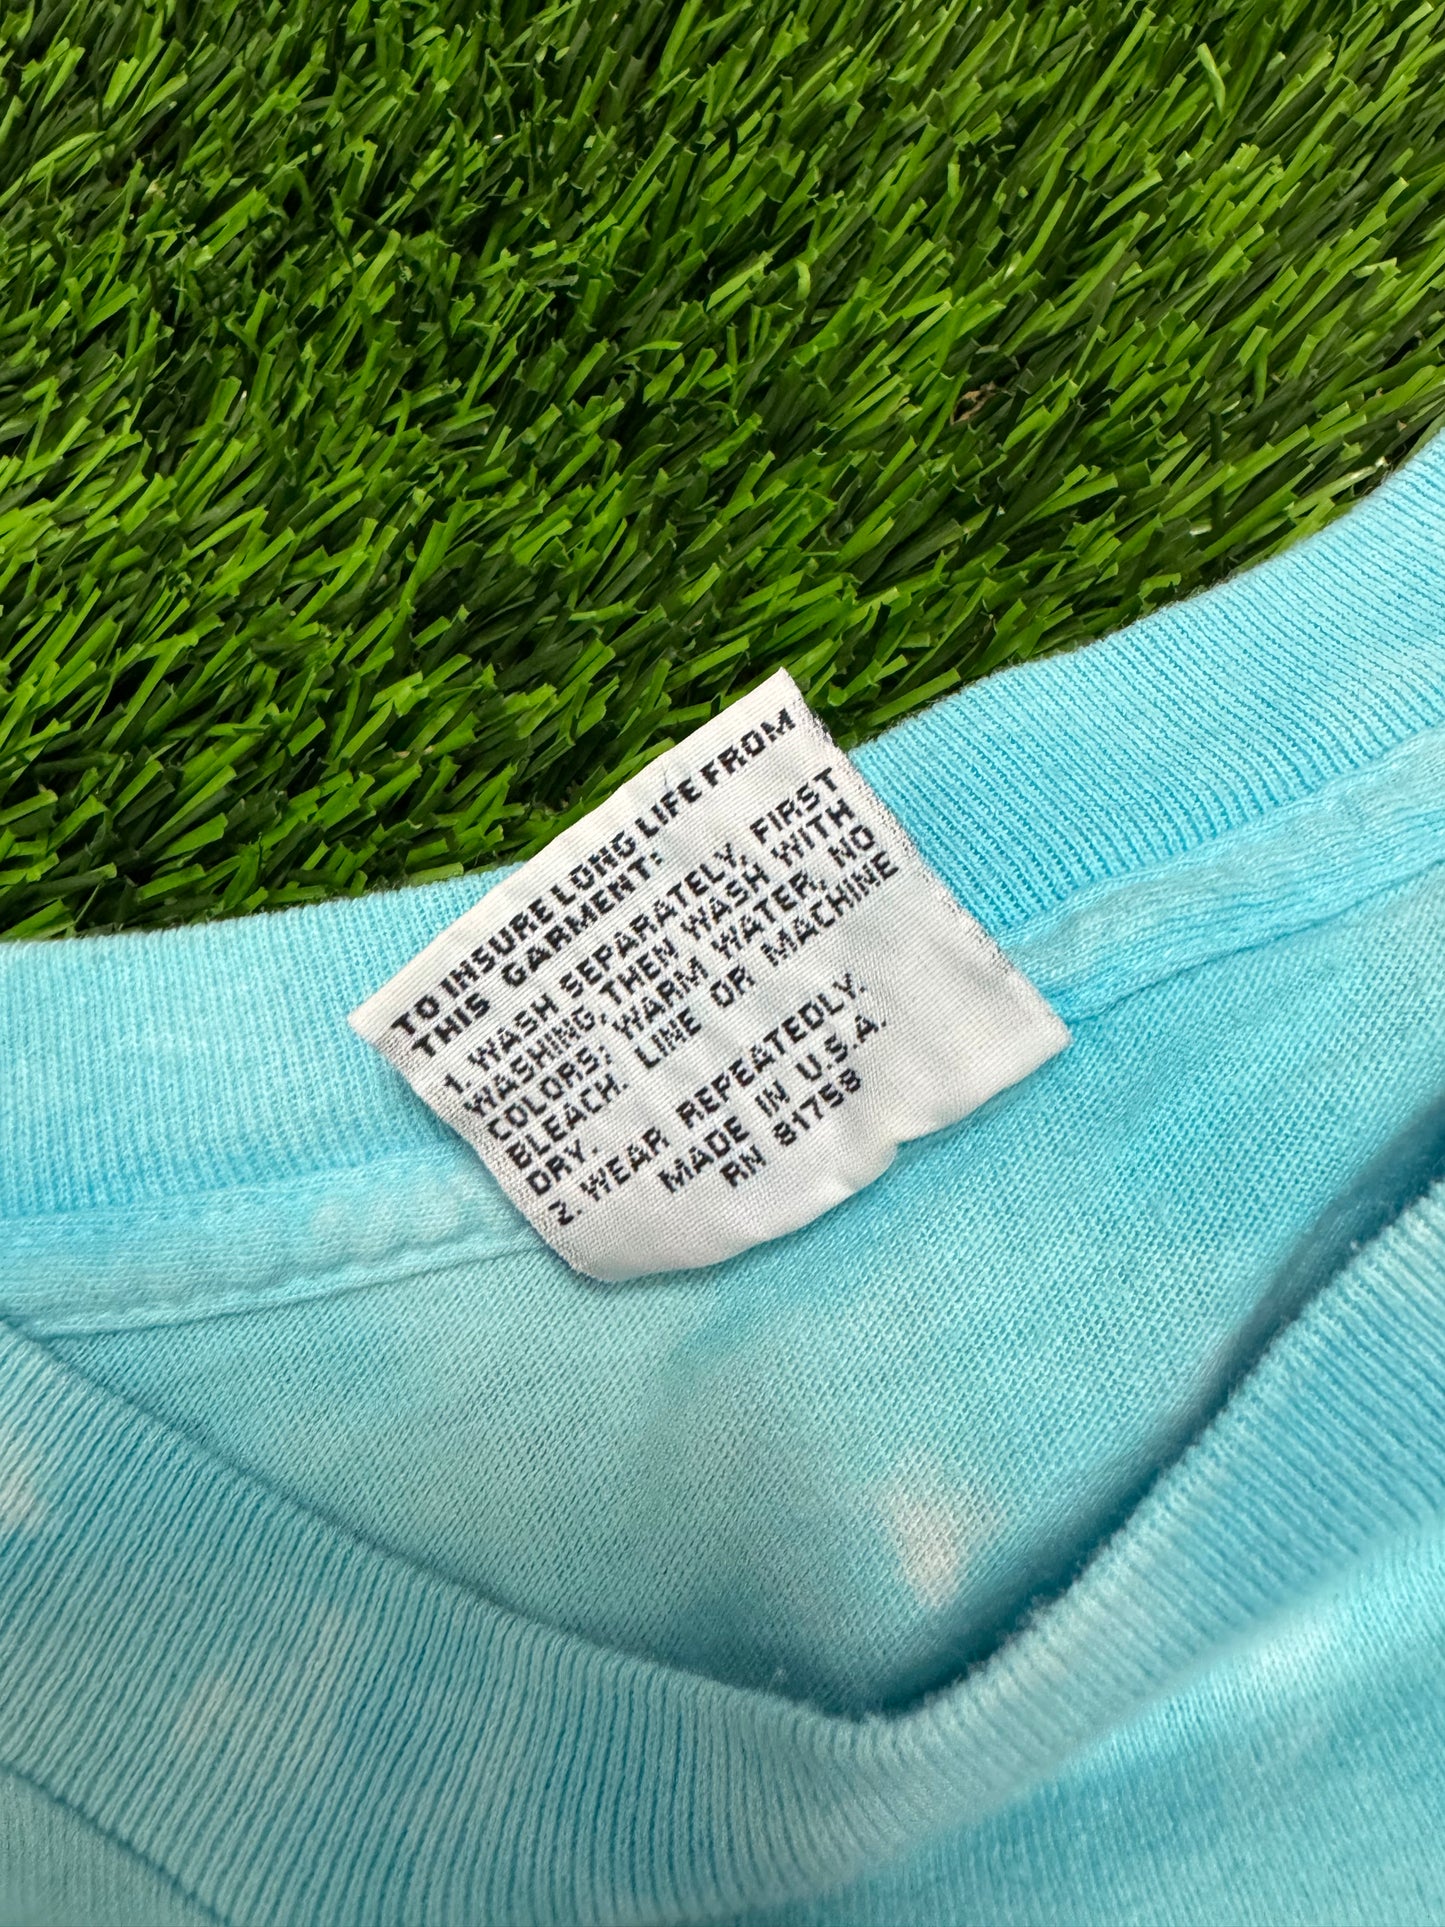 TO INSURE LONG LIFE FROM
THIS GARMENT:
1. WASH SEPARATELY, FIRST
WASHING, THEN WASH WITH
COLORS; WARM WATER, NO
BLEACH. LINE OR MACHINE
DRY.
2. WEAR REPEATEDLY.
MADE IN U.S.A.
RN 81758